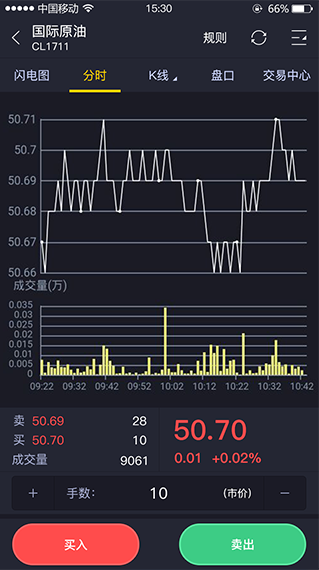 中国移动 15:30 66%
国际原油
CL1711
规则
闪电图 分时 K线 盘口 交易中心
50.71
50.7
50.69
50.68
50.67
50.66
成交量(万)
0.035
0.03
0.025
0.02
0.015
0.01
0.005
0
09:22 09:32 09:42 09:52 10:02 10:12 10:22 10:32 10:42
卖 50.69 28
买 50.70 10
成交量 9061
50.70
0.01 +0.02%
+ 手数: 10 (市价) −
买入 卖出